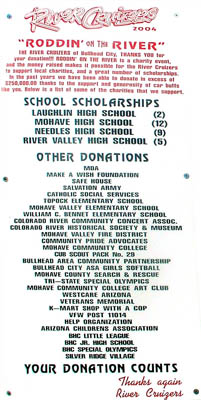 River Cruizers
2004
"RODDIN' ON THE RIVER"
THE RIVER CRUIZERS of Bullhead City, THANKS YOU for
your donation!!! RODDIN' ON THE RIVER is a charity event,
and the money raised makes it possible for the River Cruizers
to support local charities, and a great number of scholarships.
In the past years we have been able to donate in excess of
$750,000.00 thanks to the support and generosity of car buffs
like you. Below is a list of some of the charities that we support.
SCHOOL SCHOLARSHIPS
LAUGHLIN HIGH SCHOOL (2)
MOHAVE HIGH SCHOOL (12)
NEEDLES HIGH SCHOOL (9)
RIVER VALLEY HIGH SCHOOL (5)
OTHER DONATIONS
MDA
MAKE A WISH FOUNDATION
SAFE HOUSE
SALVATION ARMY
CATHOLIC SOCIAL SERVICES
TOPOCK ELEMENTARY SCHOOL
MOHAVE VALLEY ELEMENTARY SCHOOL
WILLIAM C. BENNET ELEMENTARY SCHOOL
COLORADO RIVER COMMUNITY CONCERT ASSOC.
COLORADO RIVER HISTORICAL SOCIETY & MUSEUM
MOHAVE VALLEY FIRE DISTRICT
COMMUNITY PRIDE ADVOCATES
MOHAVE COMMUNITY COLLEGE
CUB SCOUT PACK No. 29
BULLHEAD AREA COMMUNITY PARTNERSHIP
BULLHEAD CITY ASA GIRLS SOFTBALL
MOHAVE COUNTY SEARCH & RESCUE
TRI-STATE SPECIAL OLYMPICS
MOHAVE COMMUNITY COLLEGE ART CLUB
WESTCARE ARIZONA
VETERANS MEMORIAL
K-MART SHOP WITH A COP
VFW POST 11014
HELP ORGANIZATION
ARIZONA CHILDRENS ASSOCIATION
BHC LITTLE LEAGUE
BHC JR. HIGH SCHOOL
BHC SPECIAL OLYMPICS
SILVER RIDGE VILLAGE
YOUR DONATION COUNTS
Thanks again
River Cruizers